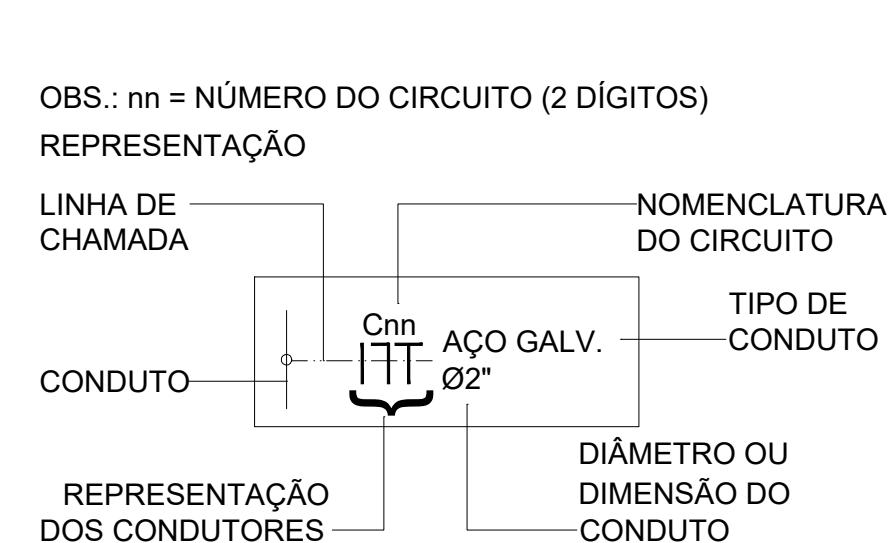 OBS.: nn = NÚMERO DO CIRCUITO (2 DÍGITOS)
REPRESENTAÇÃO
LINHA DE
CHAMADA
NOMENCLATURA
DO CIRCUITO
Cnn
AÇO GALV.
Ø2"
TIPO DE
CONDUTO
CONDUTO
REPRESENTAÇÃO
DOS CONDUTORES
DIÂMETRO OU
DIMENSÃO DO
CONDUTO